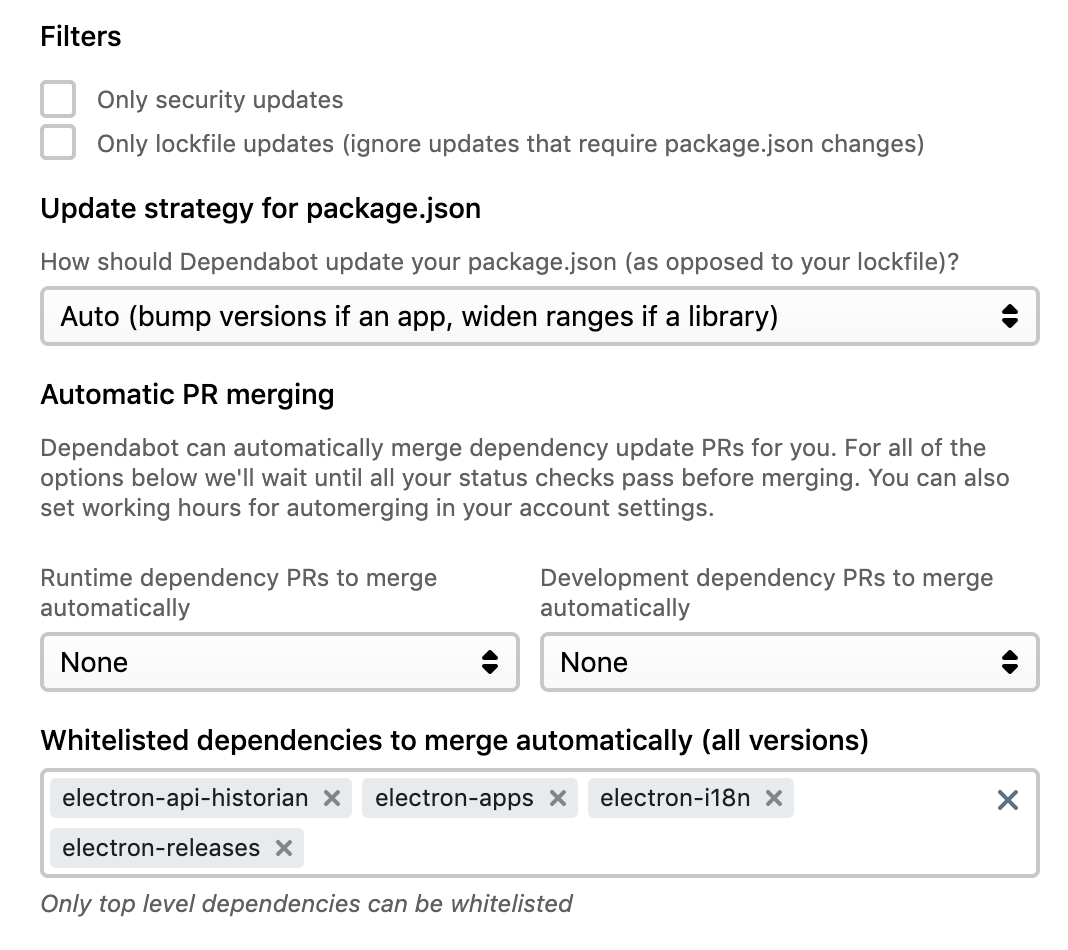 Filters
Only security updates
Only lockfile updates (ignore updates that require package.json changes)
Update strategy for package.json
How should Dependabot update your package.json (as opposed to your lockfile)?
Auto (bump versions if an app, widen ranges if a library)
Automatic PR merging
Dependabot can automatically merge dependency update PRs for you. For all of the
options below we'll wait until all your status checks pass before merging. You can also
set working hours for automerging in your account settings.
Runtime dependency PRs to merge
automatically
None
Development dependency PRs to merge
automatically
None
Whitelisted dependencies to merge automatically (all versions)
electron-api-historian × electron-apps × electron-i18n ×
electron-releases ×
Only top level dependencies can be whitelisted